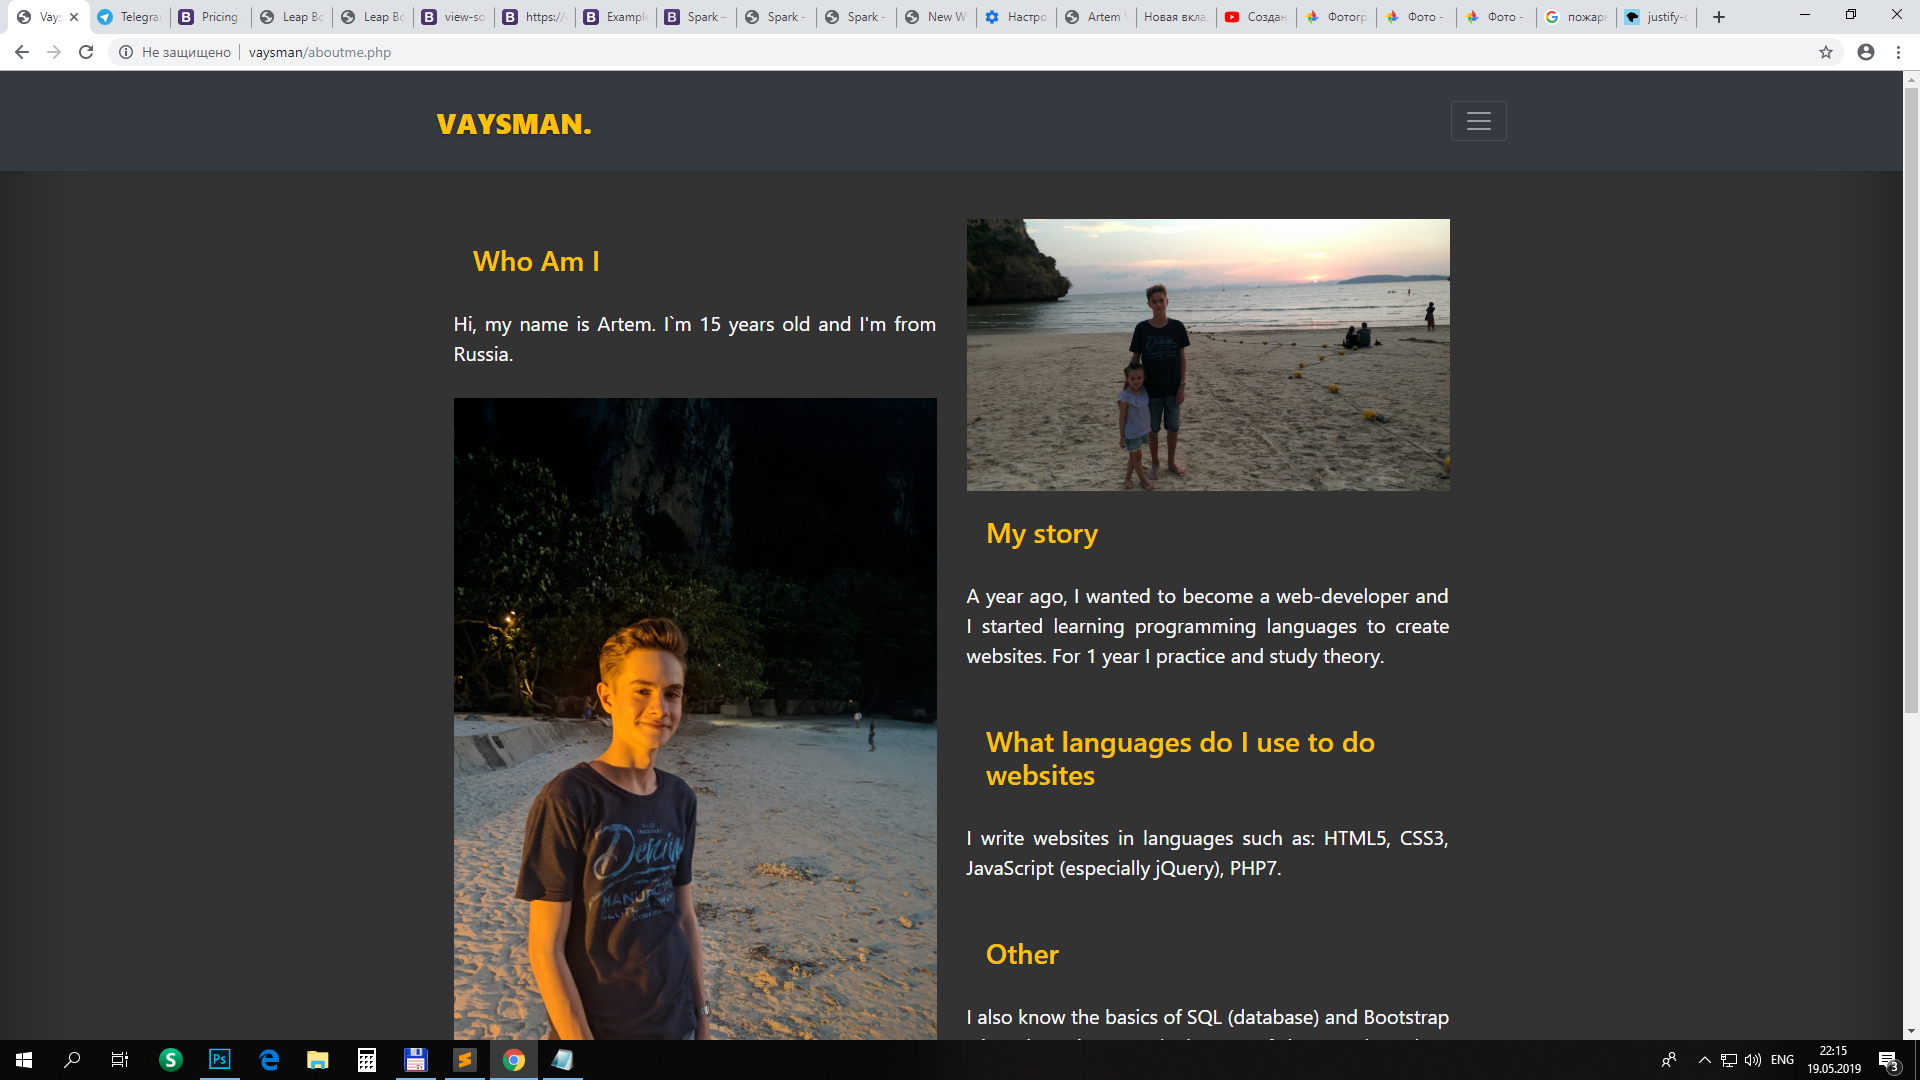 Vays
Telegra
Pricing
Leap Bo
Leap Bo
view-so
https://
Example
Spark –
Spark -
Spark -
New W
Настро
Artem
Новая вкла
Создан
Фотогр
Фото -
Фото -
пожар
justify-c
Не защищено
vaysman/aboutme.php
VAYSMAN.
Who Am I
Hi, my name is Artem. I`m 15 years old and I'm from
Russia.
My story
A year ago, I wanted to become a web-developer and
I started learning programming languages to create
websites. For 1 year I practice and study theory.
What languages do I use to do
websites
I write websites in languages such as: HTML5, CSS3,
JavaScript (especially jQuery), PHP7.
Other
I also know the basics of SQL (database) and Bootstrap
Ps
ENG
22:15
19.05.2019
3